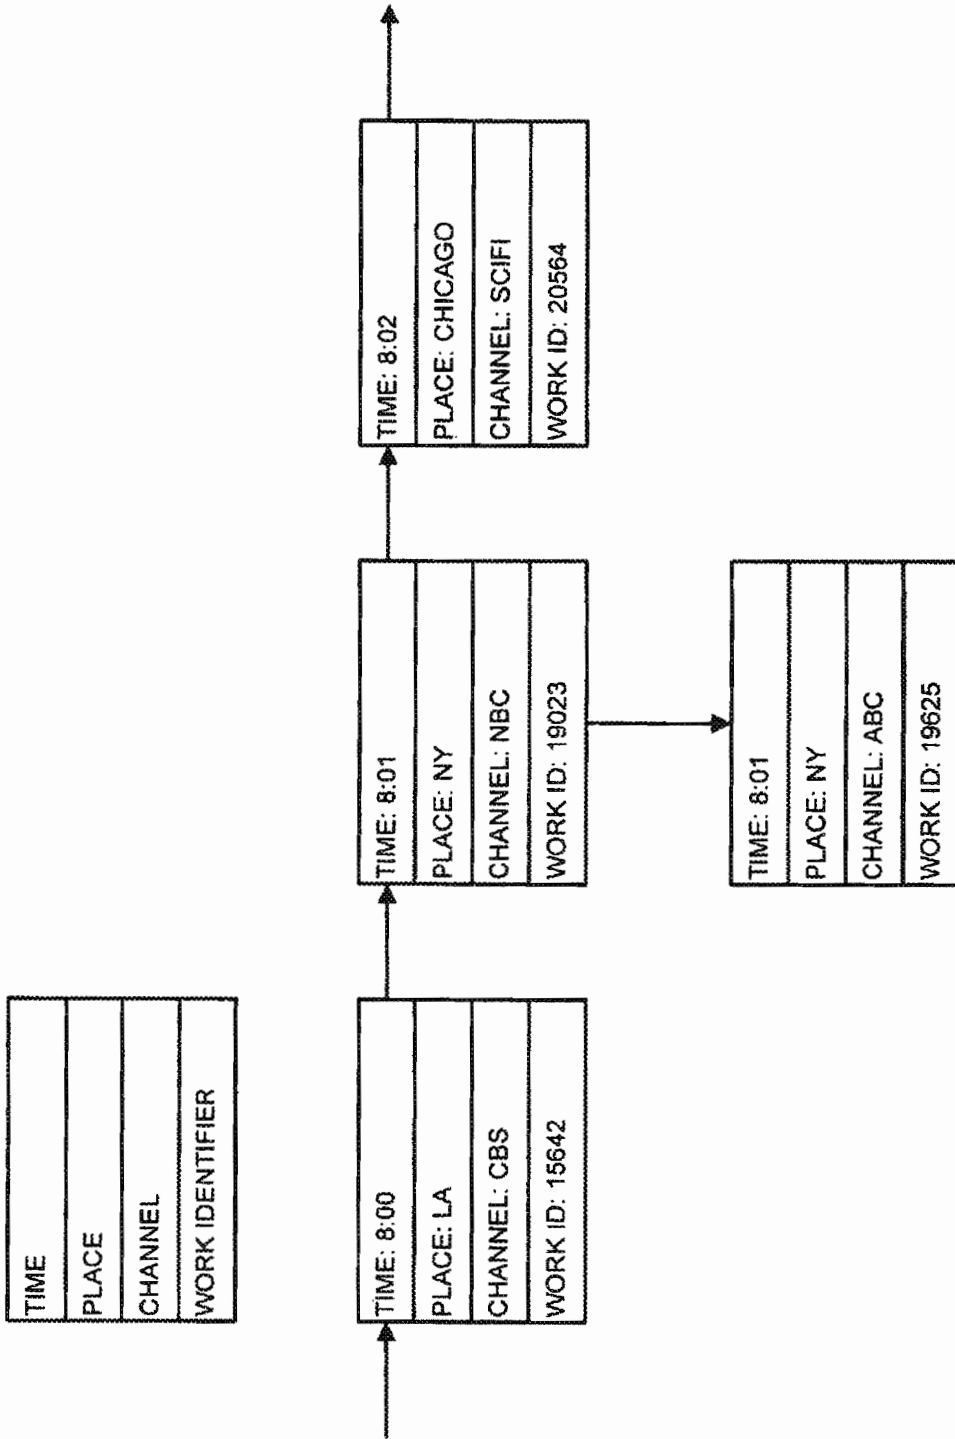 TIME
PLACE
CHANNEL
WORK IDENTIFIER
TIME: 8:00
PLACE: LA
CHANNEL: CBS
WORK ID: 15642
TIME: 8:01
PLACE: NY
CHANNEL: NBC
WORK ID: 19023
TIME: 8:02
PLACE: CHICAGO
CHANNEL: SCIFI
WORK ID: 20564
TIME: 8:01
PLACE: NY
CHANNEL: ABC
WORK ID: 19625